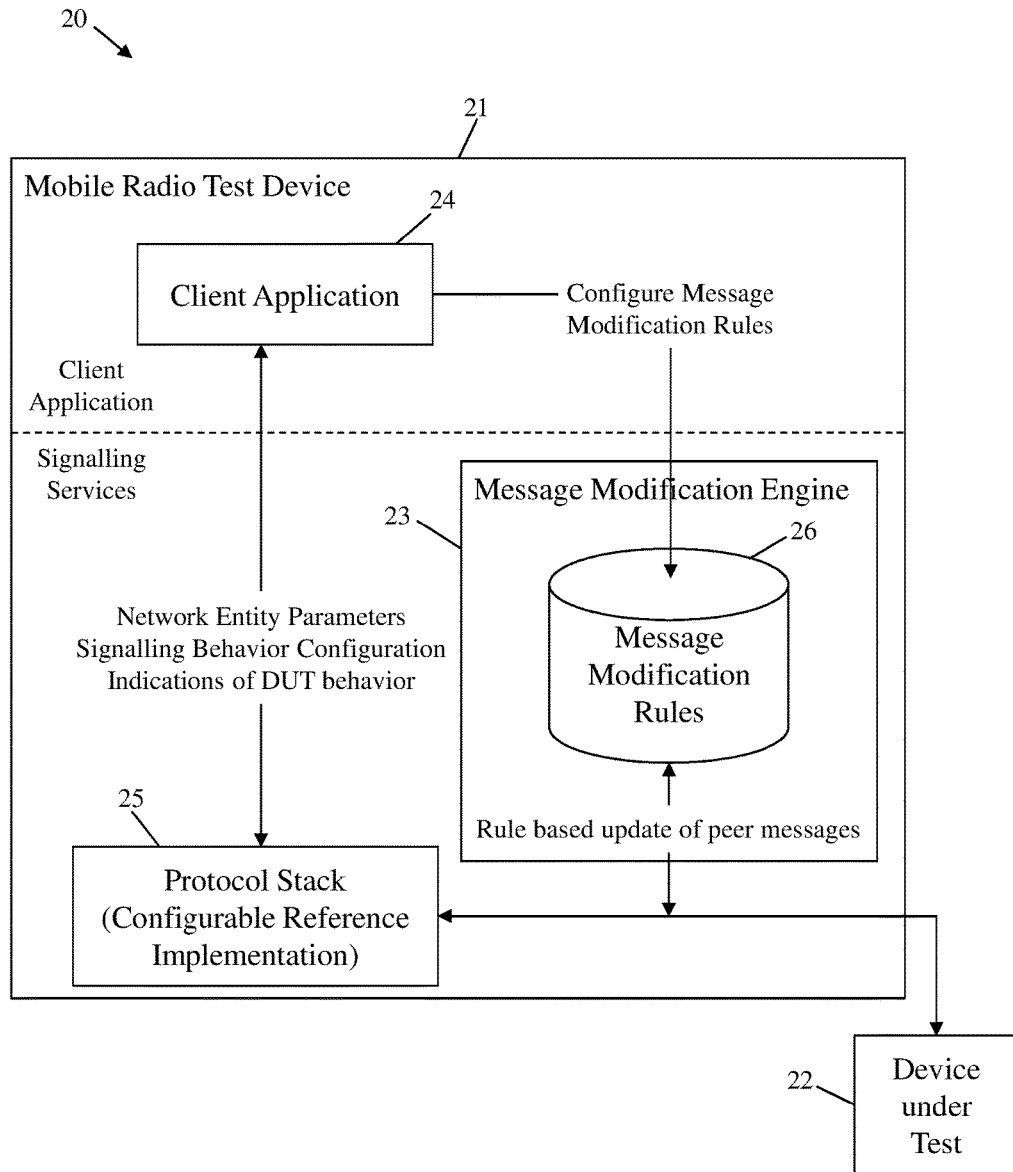 20
21
Mobile Radio Test Device
24
Client Application
Configure Message
Modification Rules
Client
Application
Signalling
Services
Message Modification Engine
23
26
Message
Modification
Rules
Network Entity Parameters
Signalling Behavior Configuration
Indications of DUT behavior
Rule based update of peer messages
25
Protocol Stack
(Configurable Reference
Implementation)
22
Device
under
Test